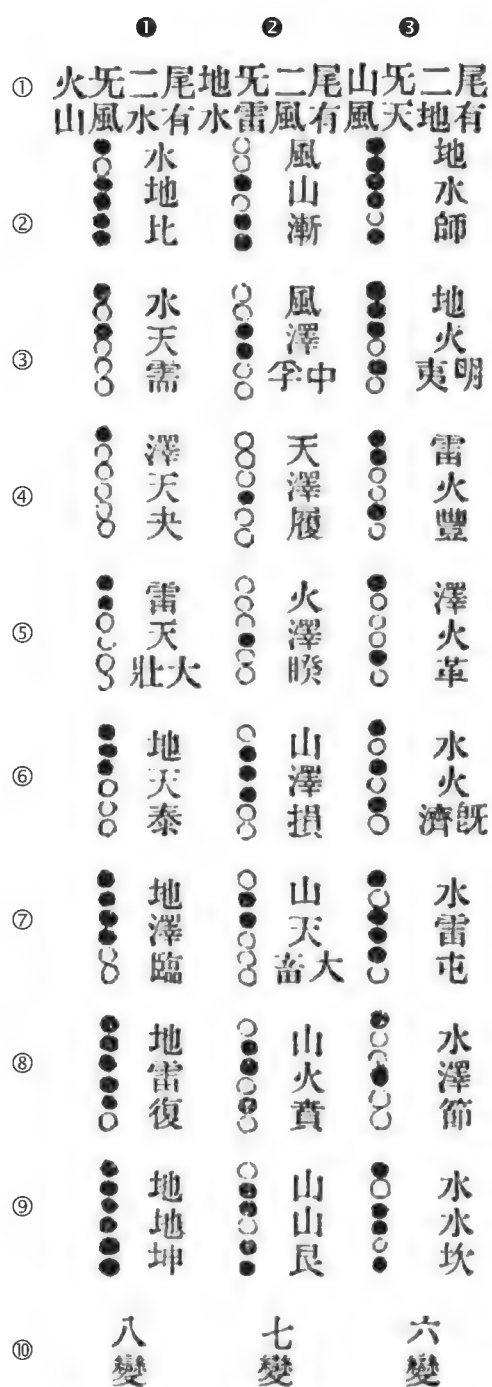 ❶ ❷ ❸
① 火旡二尾 地旡二尾 山旡二尾
山風水有 水雷風有 風天地有
② 水地比 風山漸 地水師
③ 水天需 風澤中孚 地火明夷
④ 澤天夬 天澤履 雷火豐
⑤ 雷天大壯 火澤睽 澤火革
⑥ 地天泰 山澤損 水火旣濟
⑦ 地澤臨 山天大畜 水雷屯
⑧ 地雷復 山火賁 水澤節
⑨ 地地坤 山山艮 水水坎
⑩ 八變 七變 六變